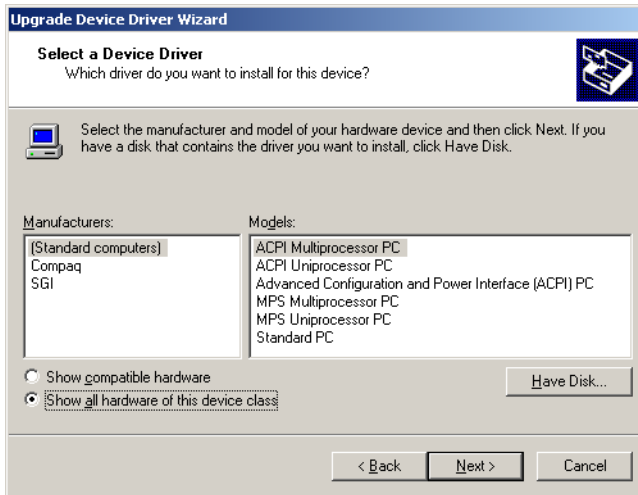 Upgrade Device Driver Wizard
Select a Device Driver
Which driver do you want to install for this device?
Select the manufacturer and model of your hardware device and then click Next. If you
have a disk that contains the driver you want to install, click Have Disk.
Manufacturers:
(Standard computers)
Compaq
SGI
Models:
ACPI Multiprocessor PC
ACPI Uniprocessor PC
Advanced Configuration and Power Interface (ACPI) PC
MPS Multiprocessor PC
MPS Uniprocessor PC
Standard PC
Show compatible hardware
Show all hardware of this device class
Have Disk...
< Back
Next >
Cancel